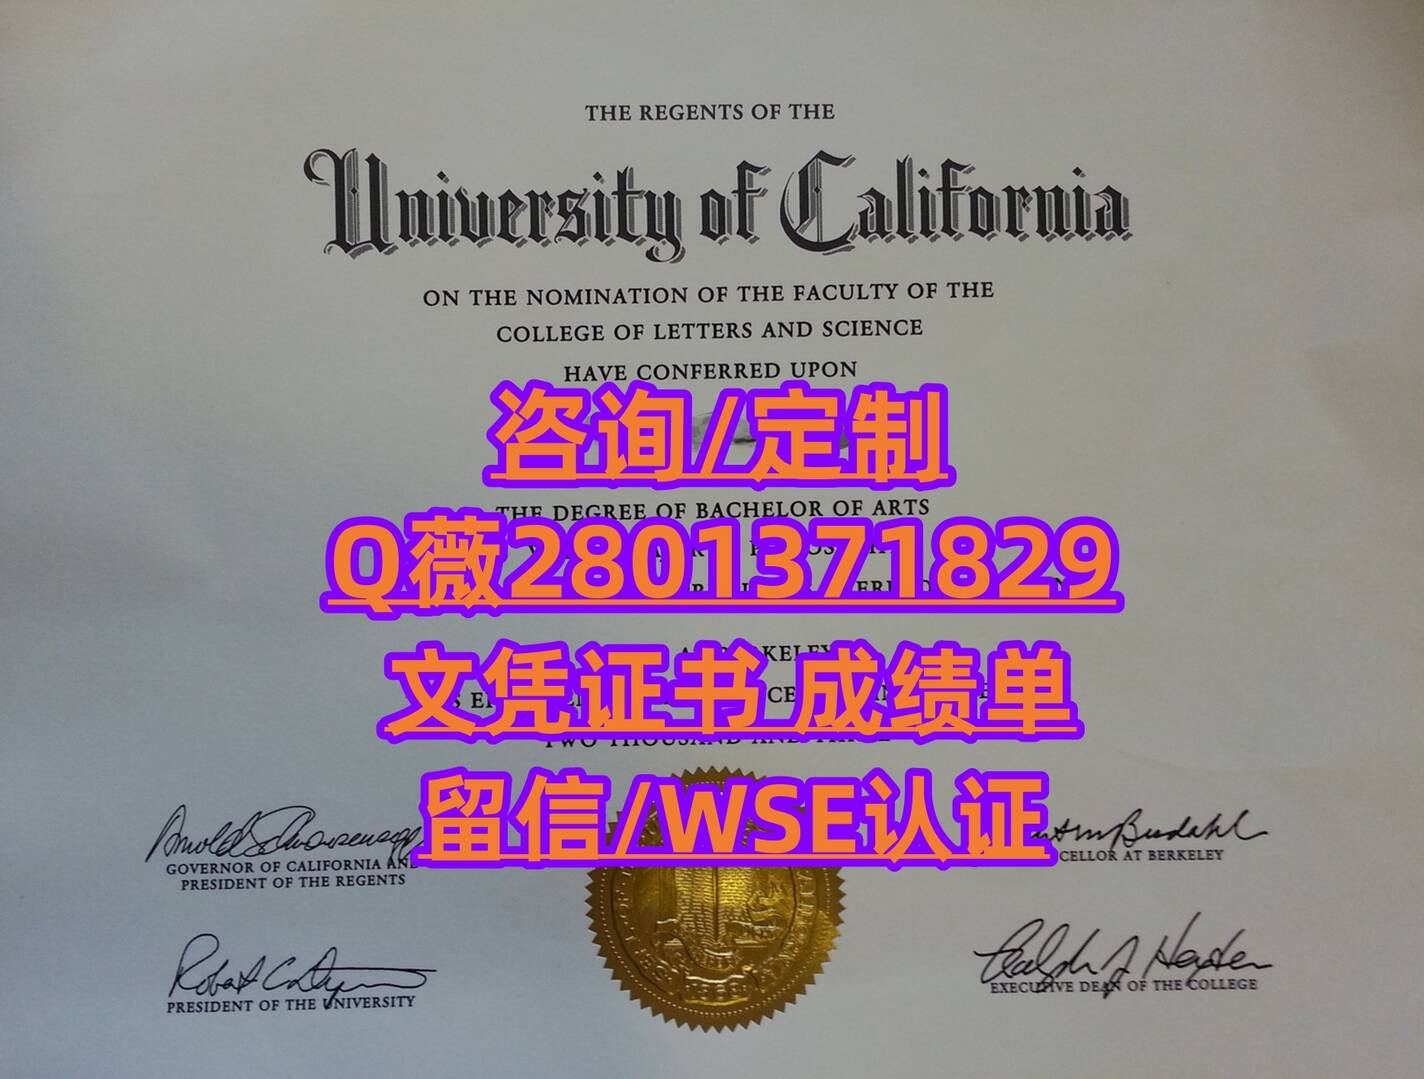 THE REGENTS OF THE
University of California
ON THE NOMINATION OF THE FACULTY OF THE
COLLEGE OF LETTERS AND SCIENCE
HAVE CONFERRED UPON
咨询/定制
THE DEGREE OF BACHELOR OF ARTS
Q薇2801371829
文凭证书 成绩单
TWO THOUSAND AND
留信/WSE认证
GOVERNOR OF CALIFORNIA AND
PRESIDENT OF THE REGENTS
AT BERKELEY
PRESIDENT OF THE UNIVERSITY
EXECUTIVE DEAN OF THE COLLEGE